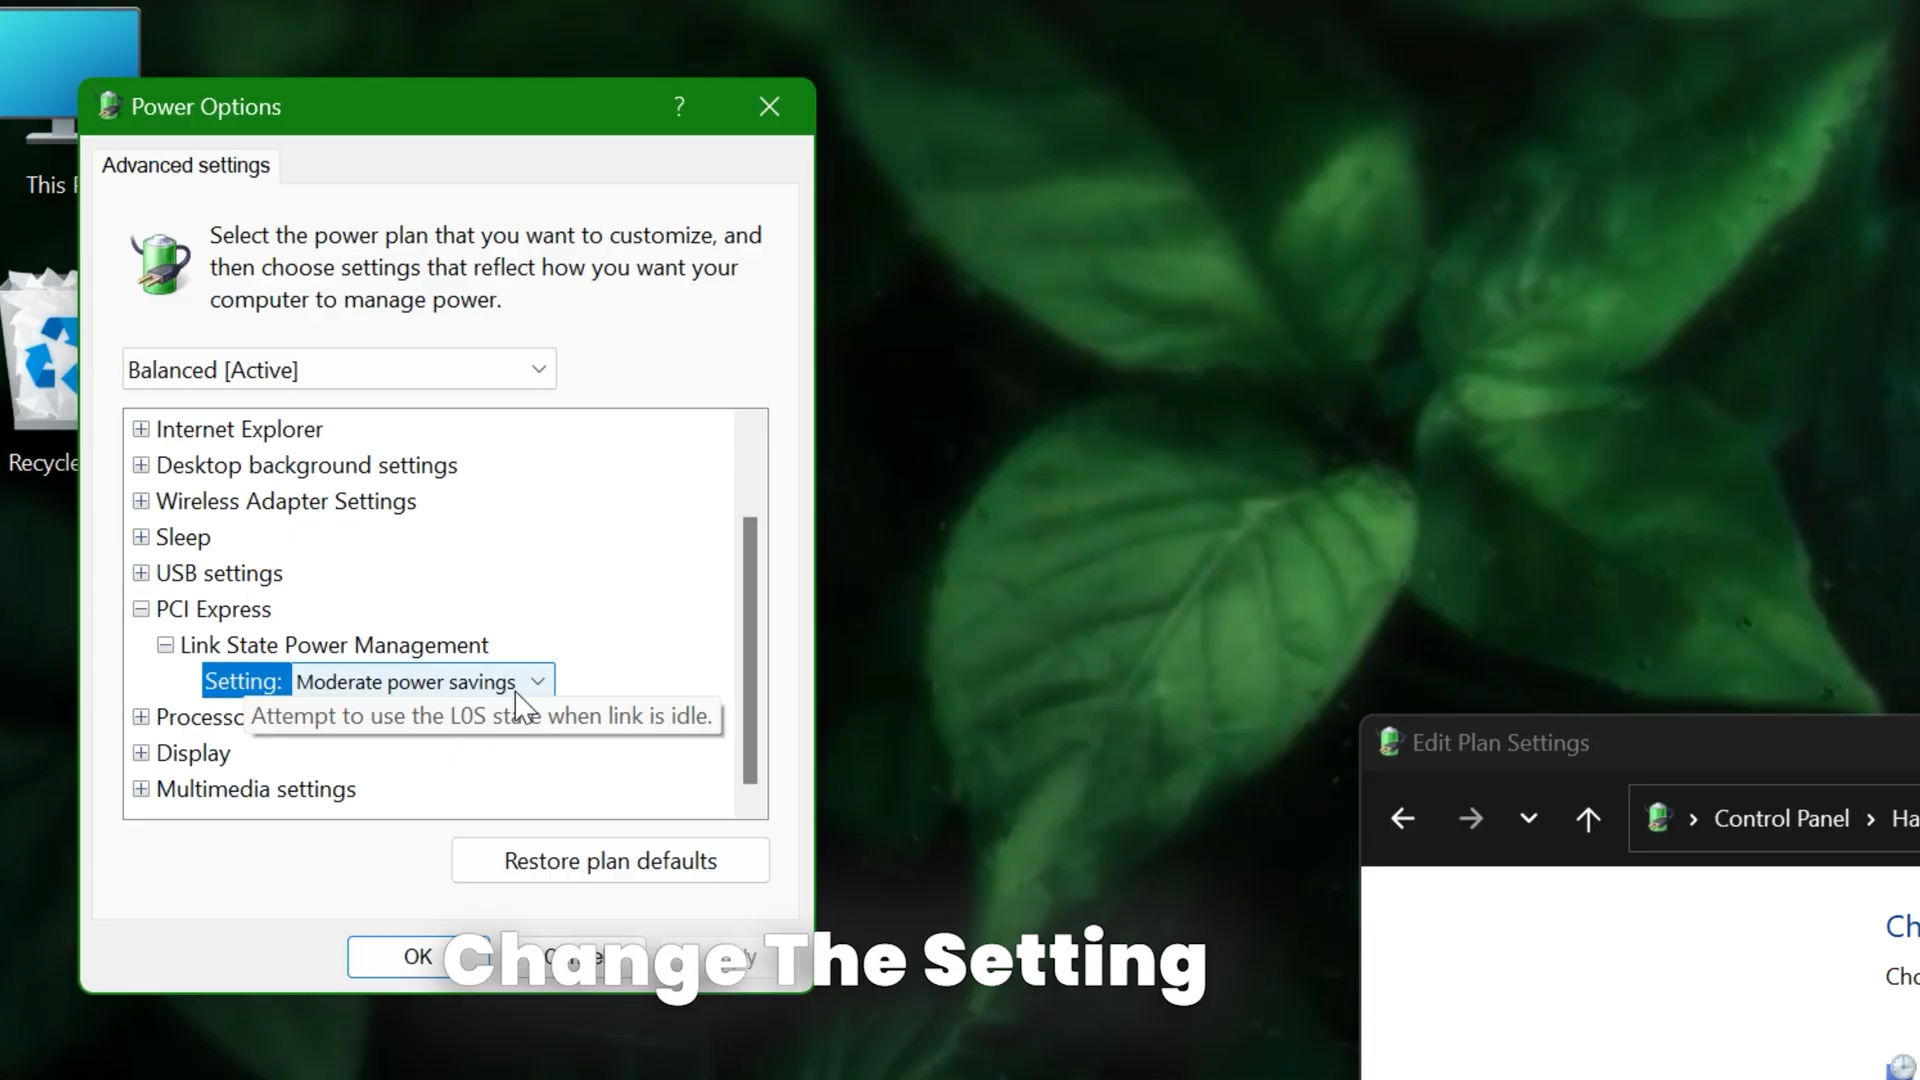 This
Recycle
Power Options
?
Advanced settings
Select the power plan that you want to customize, and
then choose settings that reflect how you want your
computer to manage power.
Balanced [Active]
Internet Explorer
Desktop background settings
Wireless Adapter Settings
Sleep
USB settings
PCI Express
Link State Power Management
Setting: Moderate power savings
Attempt to use the L0S state when link is idle.
Display
Multimedia settings
Restore plan defaults
OK
Change The Setting
Edit Plan Settings
Control Panel